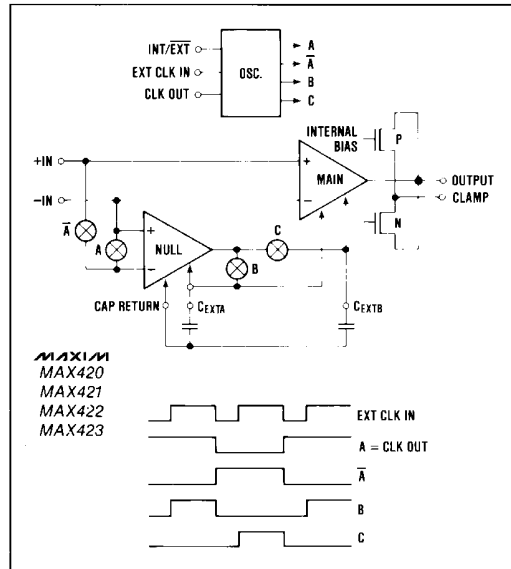 INT/EXT
EXT CLK IN
CLK OUT
OSC.
A
A
B
C
INTERNAL BIAS
P
+IN
-IN
+
MAIN
-
OUTPUT
CLAMP
N
A
A
+
NULL
-
C
B
CAP RETURN
CEXTA
CEXTB
MAXIM
MAX420
MAX421
MAX422
MAX423
EXT CLK IN
A = CLK OUT
A
B
C